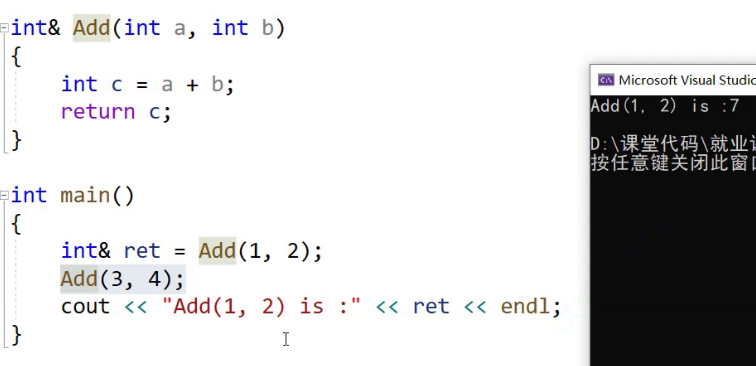 int& Add(int a, int b)
{
int c = a + b;
return c;
}
int main()
{
int& ret = Add(1, 2);
Add(3, 4);
cout << "Add(1, 2) is :" << ret << endl;
}
Microsoft Visual Studio
Add(1, 2) is :7
D:\课堂代码\就业
按任意键关闭此窗